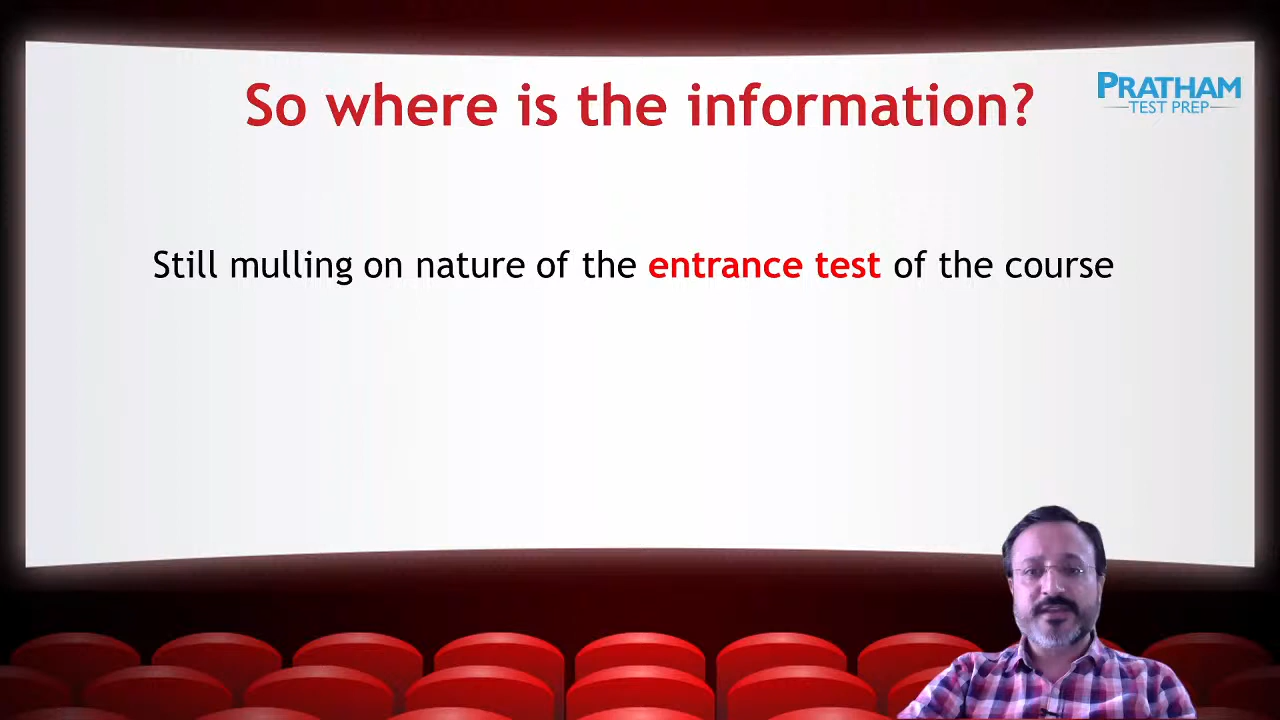 So where is the information?
PRATHAM
TEST PREP
Still mulling on nature of the entrance test of the course